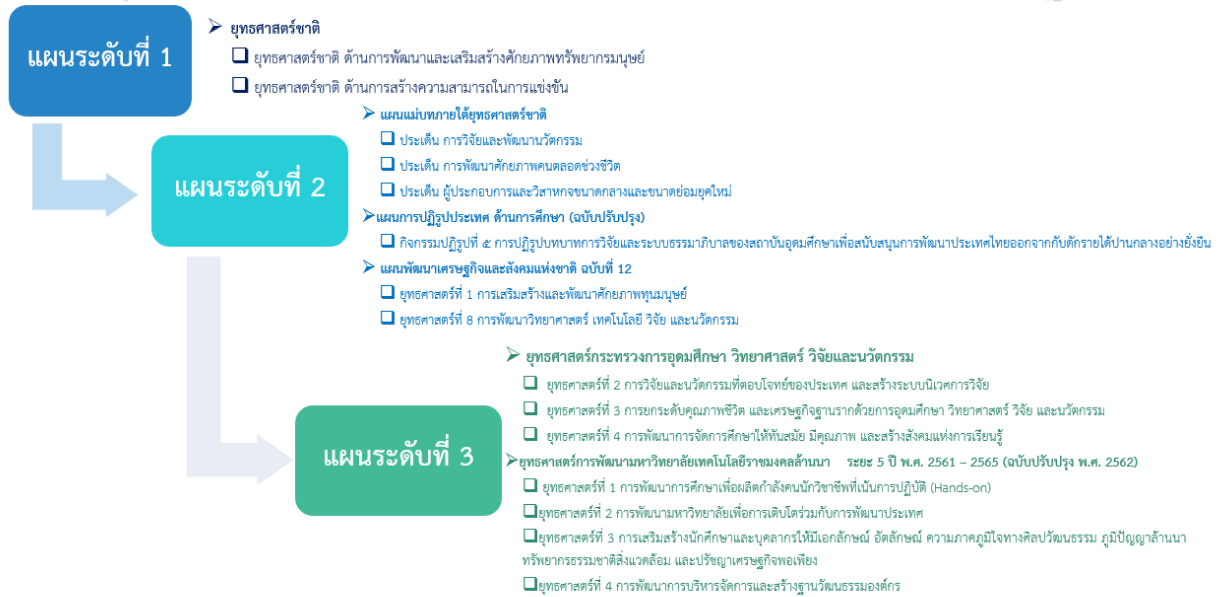 แผนระดับที่ 1
➢ ยุทธศาสตร์ชาติ
❑ ยุทธศาสตร์ชาติ ด้านการพัฒนาและเสริมสร้างศักยภาพทรัพยากรมนุษย์
❑ ยุทธศาสตร์ชาติ ด้านการสร้างความสามารถในการแข่งขัน
แผนระดับที่ 2
➢ แผนแม่บทภายใต้ยุทธศาสตร์ชาติ
❑ ประเด็น การวิจัยและพัฒนานวัตกรรม
❑ ประเด็น การพัฒนาศักยภาพคนตลอดช่วงชีวิต
❑ ประเด็น ผู้ประกอบการและวิสาหกจขนาดกลางและขนาดย่อมยุคใหม่
➢แผนการปฏิรูปประเทศ ด้านการศึกษา (ฉบับปรับปรุง)
❑ กิจกรรมปฏิรูปที่ ๕ การปฏิรูปบทบาทการวิจัยและระบบธรรมาภิบาลของสถาบันอุดมศึกษาเพื่อสนับสนุนการพัฒนาประเทศไทยออกจากกับดักรายได้ปานกลางอย่างยั่งยืน
➢ แผนพัฒนาเศรษฐกิจและสังคมแห่งชาติ ฉบับที่ 12
❑ ยุทธศาสตร์ที่ 1 การเสริมสร้างและพัฒนาศักยภาพทุนมนุษย์
❑ ยุทธศาสตร์ที่ 8 การพัฒนาวิทยาศาสตร์ เทคโนโลยี วิจัย และนวัตกรรม
แผนระดับที่ 3
➢ ยุทธศาสตร์กระทรวงการอุดมศึกษา วิทยาศาสตร์ วิจัยและนวัตกรรม
❑ ยุทธศาสตร์ที่ 2 การวิจัยและนวัตกรรมที่ตอบโจทย์ของประเทศ และสร้างระบบนิเวศการวิจัย
❑ ยุทธศาสตร์ที่ 3 การยกระดับคุณภาพชีวิต และเศรษฐกิจฐานรากด้วยการอุดมศึกษา วิทยาศาสตร์ วิจัย และนวัตกรรม
❑ ยุทธศาสตร์ที่ 4 การพัฒนาการจัดการศึกษาให้ทันสมัย มีคุณภาพ และสร้างสังคมแห่งการเรียนรู้
➢ยุทธศาสตร์การพัฒนามหาวิทยาลัยเทคโนโลยีราชมงคลล้านนา ระยะ 5 ปี พ.ศ. 2561 – 2565 (ฉบับปรับปรุง พ.ศ. 2562)
❑ ยุทธศาสตร์ที่ 1 การพัฒนาการศึกษาเพื่อผลิตกำลังคนนักวิชาชีพที่เน้นการปฏิบัติ (Hands-on)
❑ยุทธศาสตร์ที่ 2 การพัฒนามหาวิทยาลัยเพื่อการเติบโตร่วมกับการพัฒนาประเทศ
❑ยุทธศาสตร์ที่ 3 การเสริมสร้างนักศึกษาและบุคลากรให้มีเอกลักษณ์ อัตลักษณ์ ความภาคภูมิใจทางศิลปวัฒนธรรม ภูมิปัญญาล้านนา
ทรัพยากรธรรมชาติสิ่งแวดล้อม และปรัชญาเศรษฐกิจพอเพียง
❑ยุทธศาสตร์ที่ 4 การพัฒนาการบริหารจัดการและสร้างฐานวัฒนธรรมองค์กร